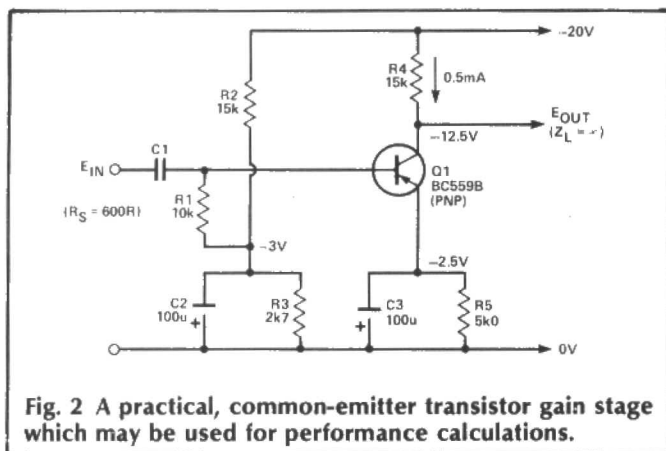 -20V
R4
15k
0.5mA
R2
15k
EOUT
(ZL = ∞)
-12.5V
C1
EIN
Q1
BC559B
(PNP)
R1
10k
(RS = 600R)
-3V
-2.5V
C2
100u
+
R3
2k7
C3
100u
+
R5
5k0
0V
Fig. 2 A practical, common-emitter transistor gain stage
which may be used for performance calculations.